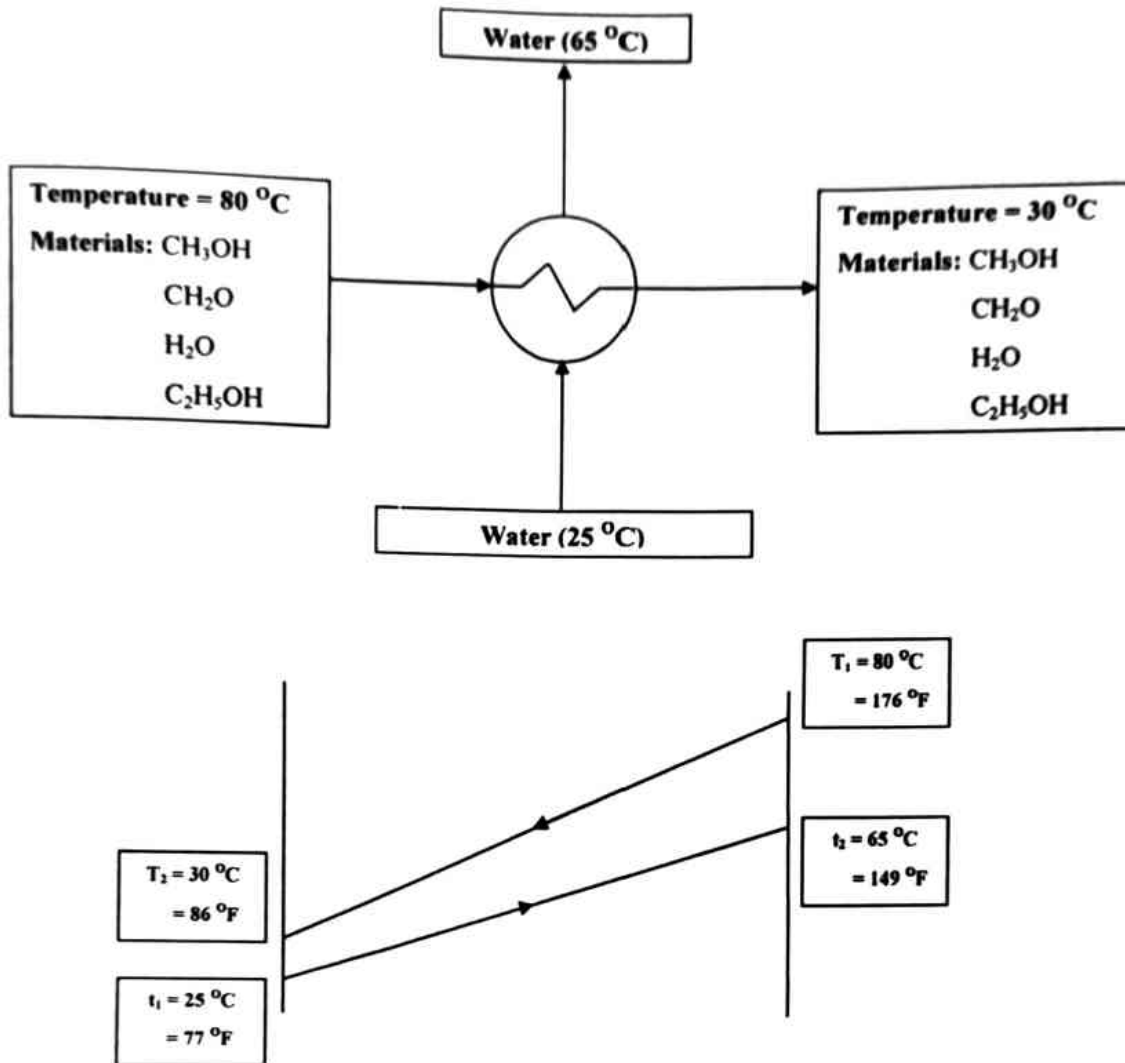 Water (65 °C)
Temperature = 80 °C
Materials: CH₃OH
CH₂O
H₂O
C₂H₅OH
Temperature = 30 °C
Materials: CH₃OH
CH₂O
H₂O
C₂H₅OH
Water (25 °C)
T₁ = 80 °C
= 176 °F
t₂ = 65 °C
= 149 °F
T₂ = 30 °C
= 86 °F
t₁ = 25 °C
= 77 °F